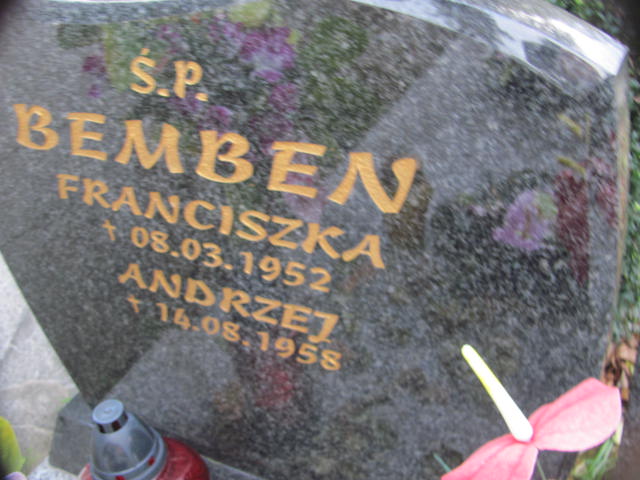 Ś.P.
BEMBEN
FRANCISZKA
† 08.03.1952
ANDRZEJ
† 14.08.1958